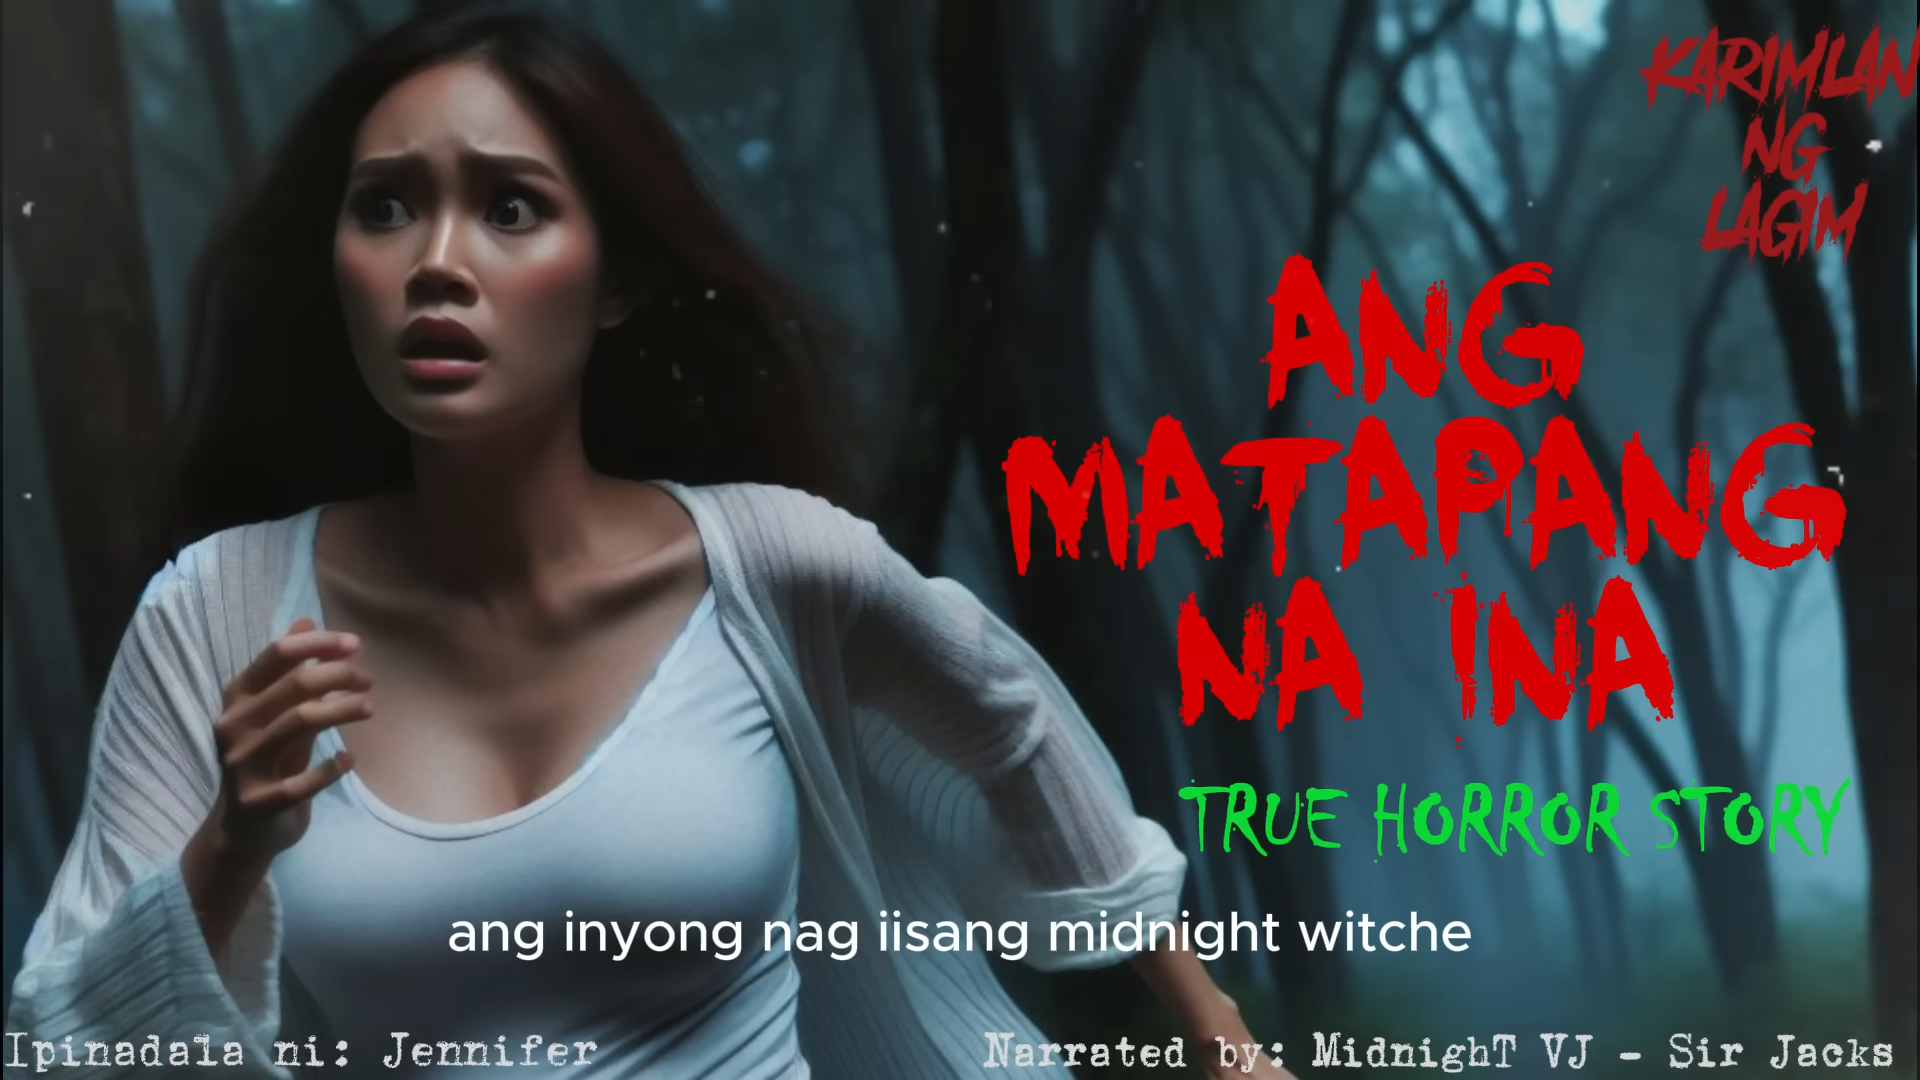 KARIMLAN
NG
LAGIM
ANG
MATAPANG
NA INA
TRUE HORROR STORY
ang inyong nag iisang midnight witche
Ipinadala ni: Jennifer
Narrated by: MidnighT VJ - Sir Jacks